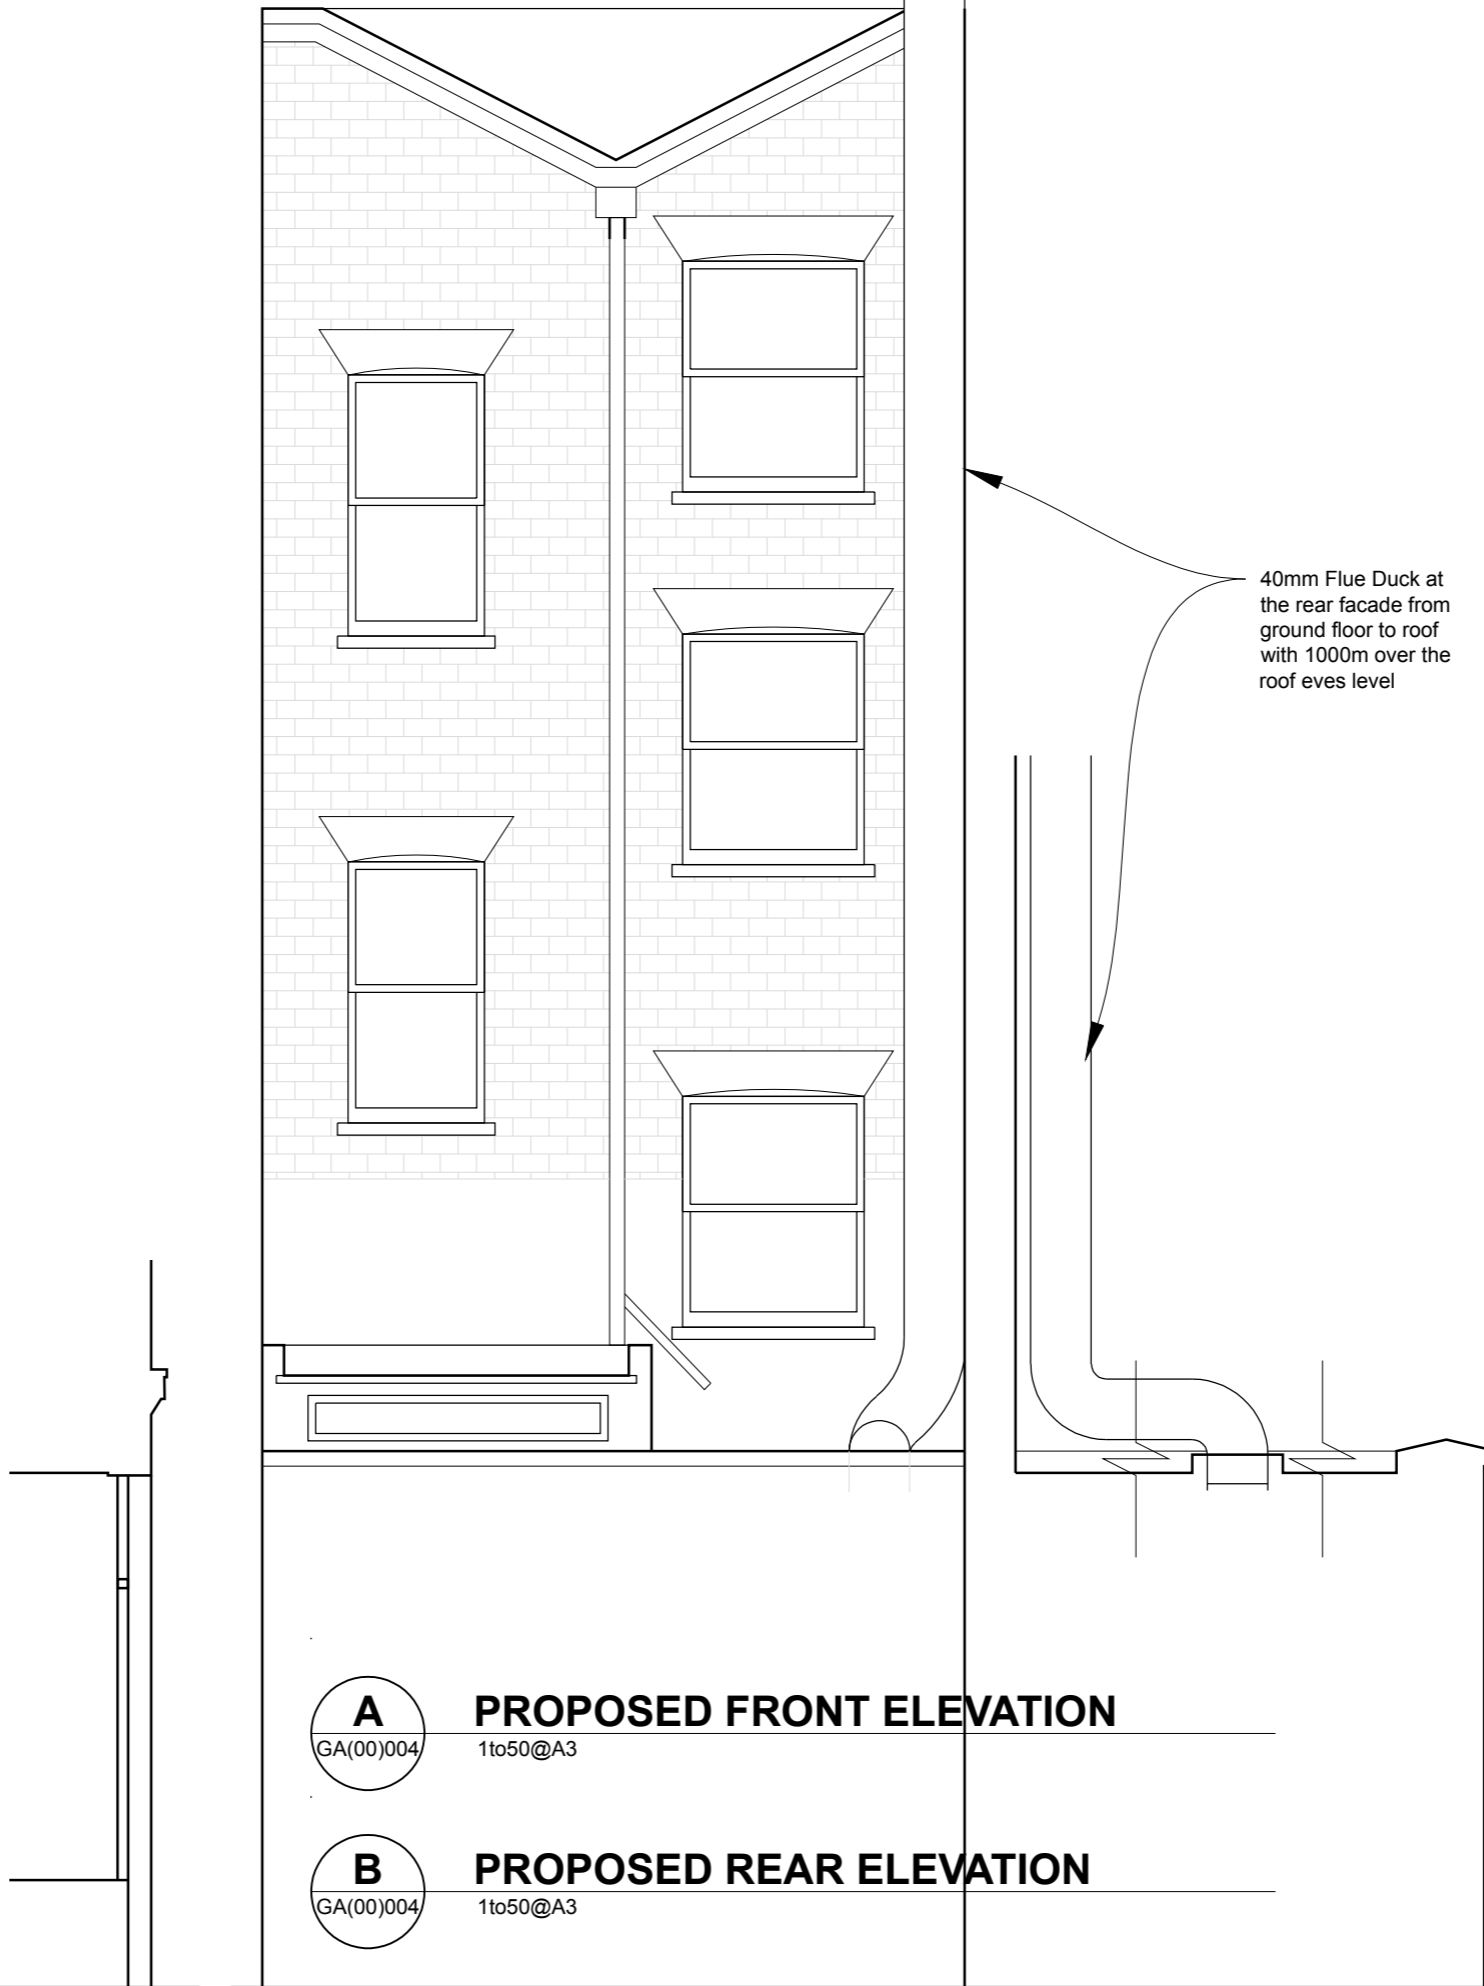 40mm Flue Duck at
the rear facade from
ground floor to roof
with 1000m over the
roof eves level
A
PROPOSED FRONT ELEVATION
GA(00)004
1to50@A3
B
PROPOSED REAR ELEVATION
GA(00)004
1to50@A3